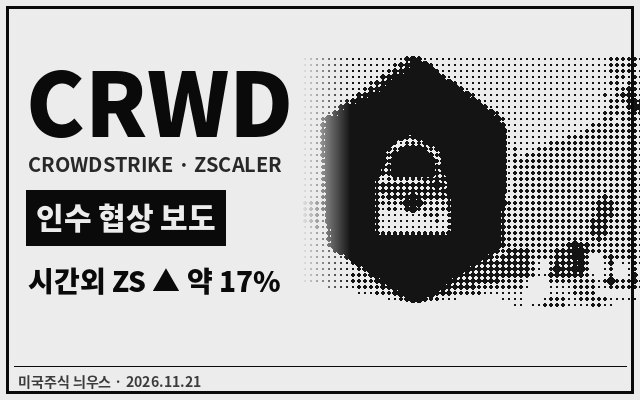 CRWD
CROWDSTRIKE · ZSCALER
인수 협상 보도
시간외 ZS ▲ 약 17%
미국주식 늬우스 · 2026.11.21